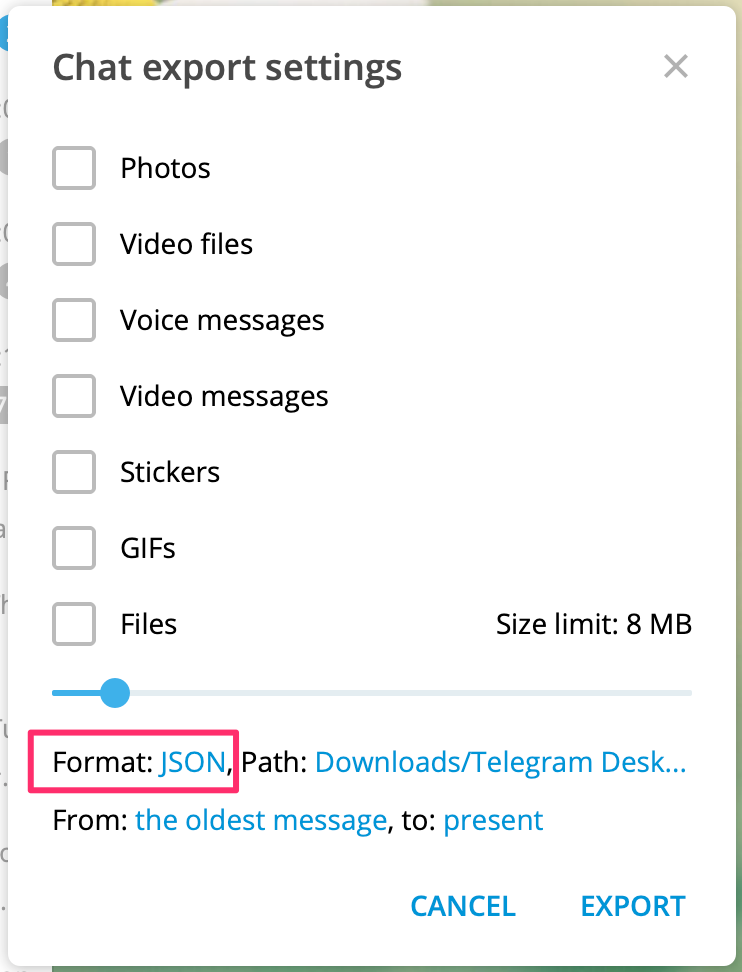 Chat export settings
Photos
Video files
Voice messages
Video messages
Stickers
GIFs
Files Size limit: 8 MB
Format: JSON, Path: Downloads/Telegram Desk...
From: the oldest message, to: present
CANCEL EXPORT